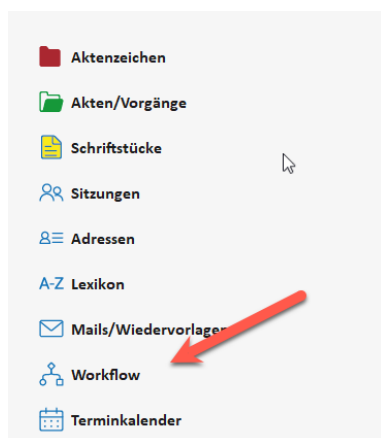 Aktenzeichen
Akten/Vorgänge
Schriftstücke
Sitzungen
Adressen
A-Z Lexikon
Mails/Wiedervorlagen
Workflow
Terminkalender